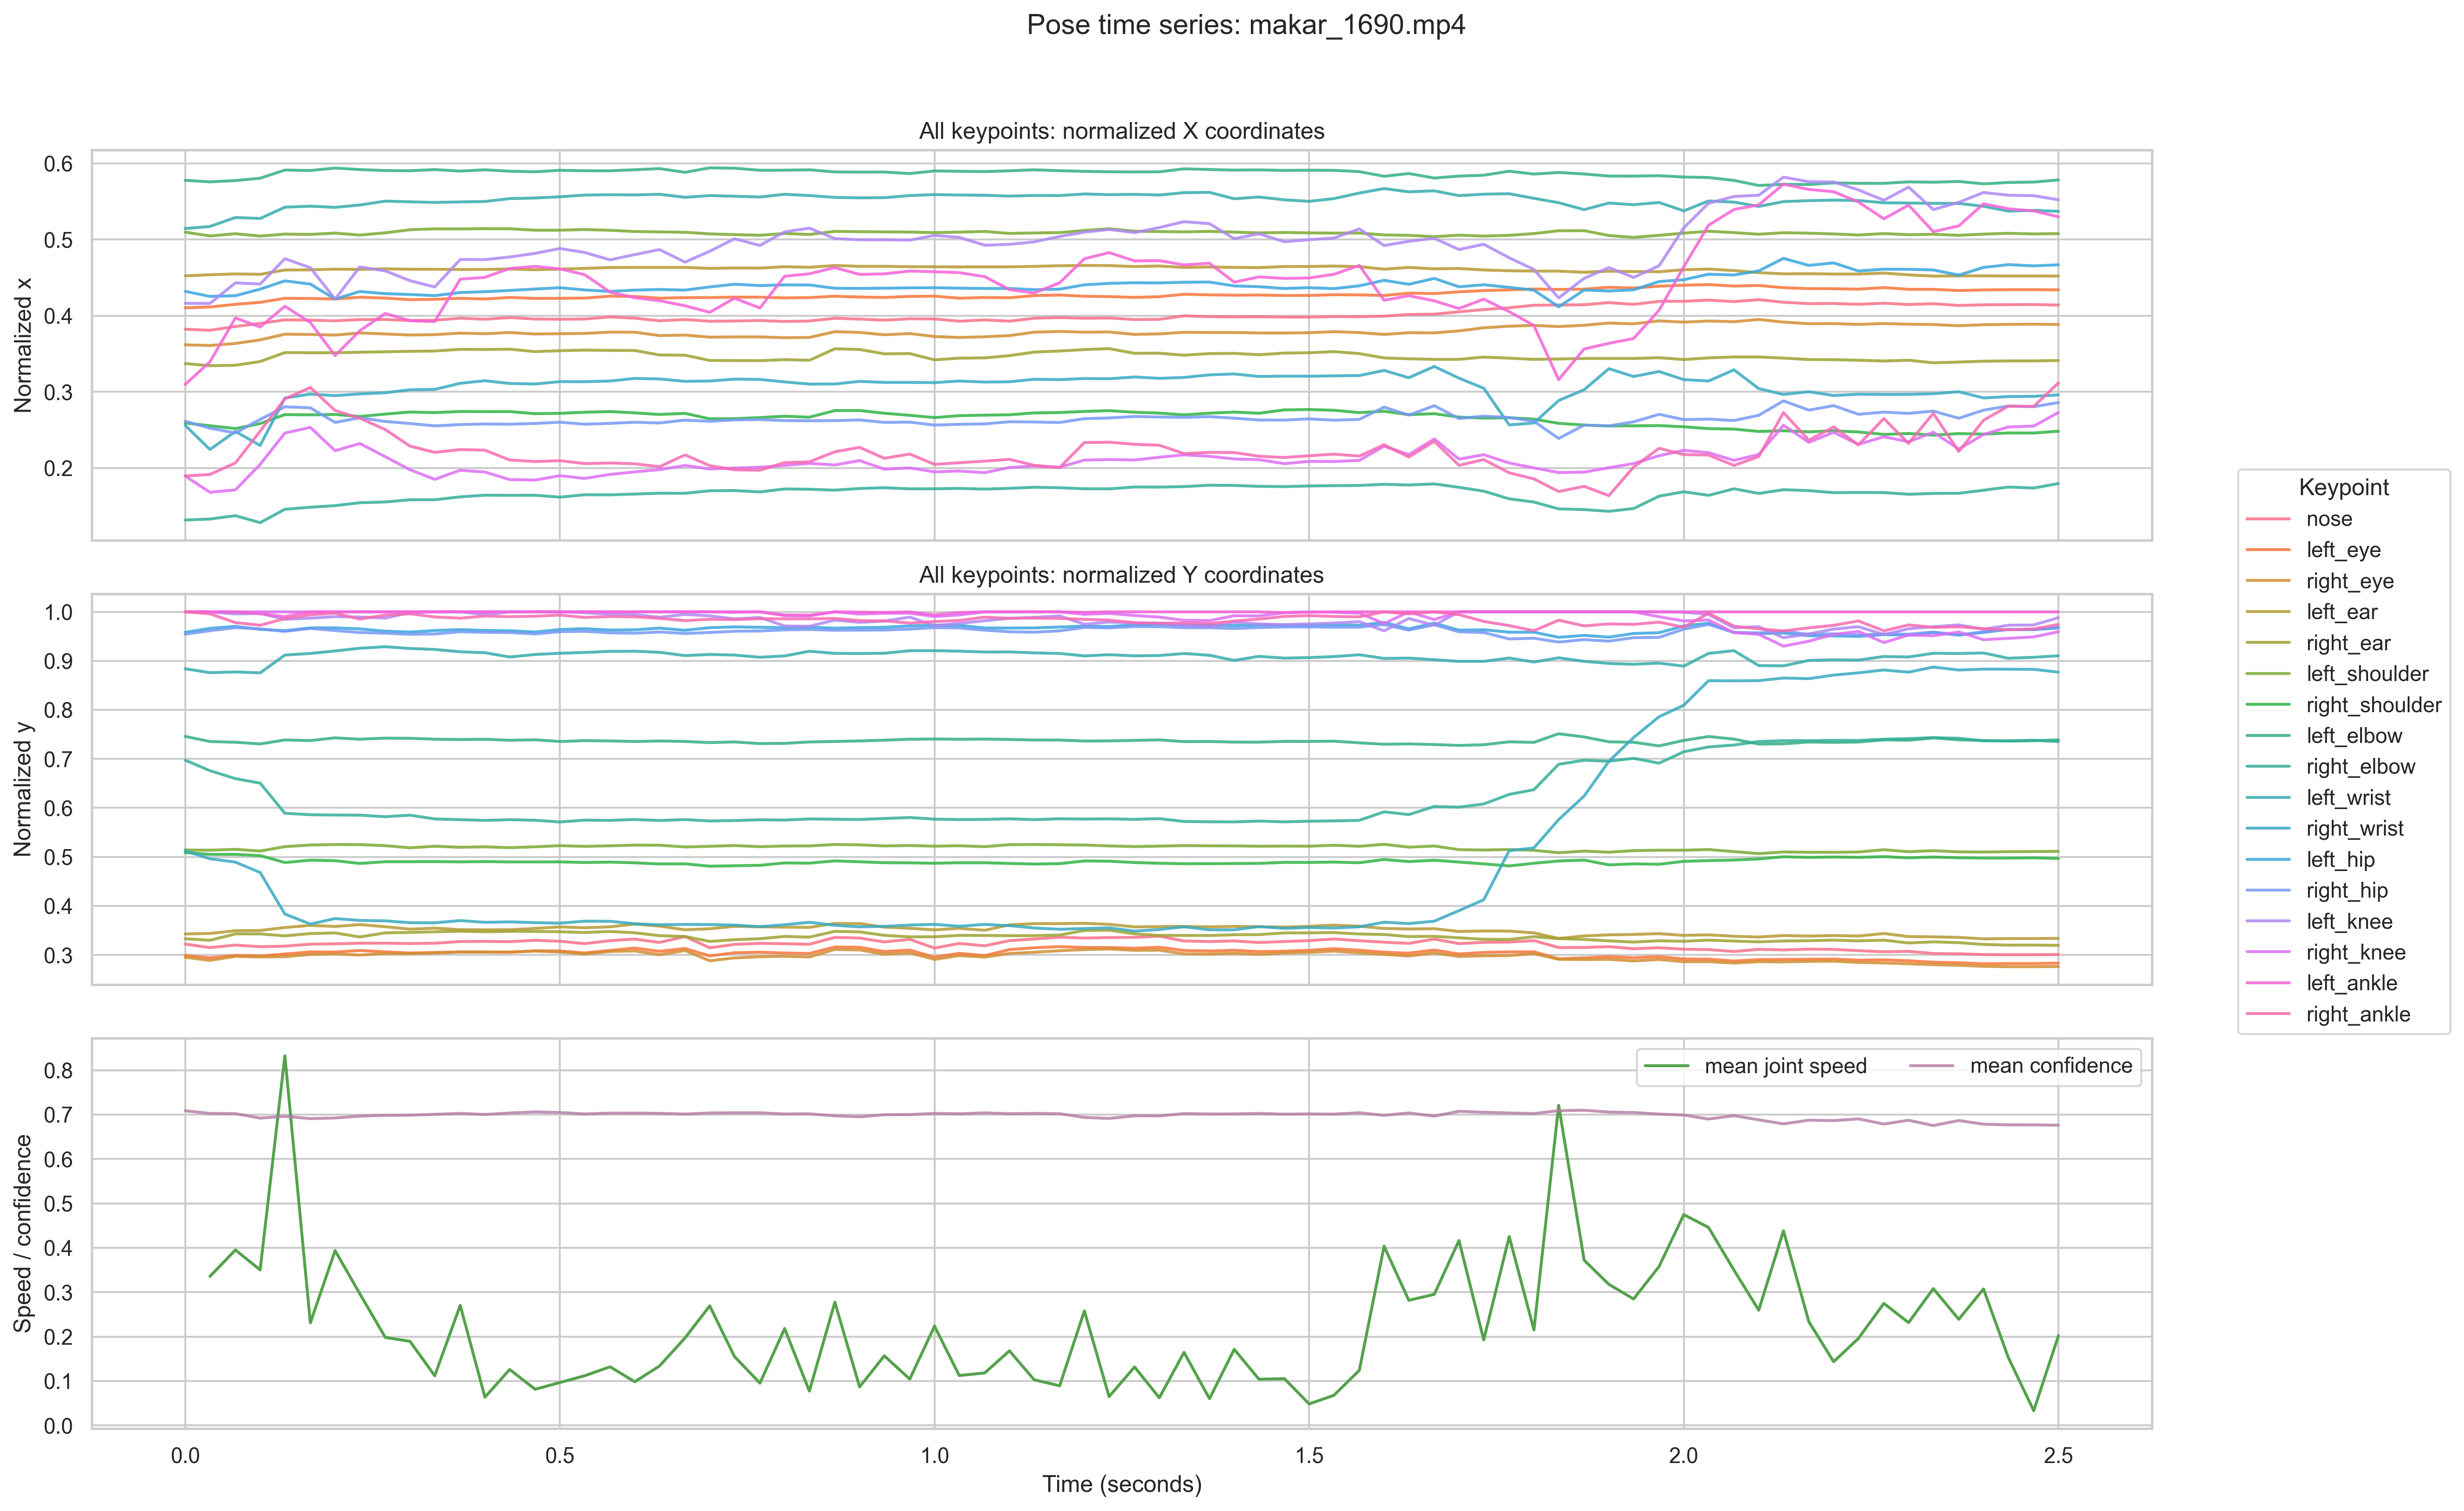 Pose time series: makar_1690.mp4
All keypoints: normalized X coordinates
Normalized x
0.6
0.5
0.4
0.3
0.2
All keypoints: normalized Y coordinates
Normalized y
1.0
0.9
0.8
0.7
0.6
0.5
0.4
0.3
Keypoint
nose
left_eye
right_eye
left_ear
right_ear
left_shoulder
right_shoulder
left_elbow
right_elbow
left_wrist
right_wrist
left_hip
right_hip
left_knee
right_knee
left_ankle
right_ankle
mean joint speed mean confidence
Speed / confidence
0.8
0.7
0.6
0.5
0.4
0.3
0.2
0.1
0.0
0.0 0.5 1.0 1.5 2.0 2.5
Time (seconds)